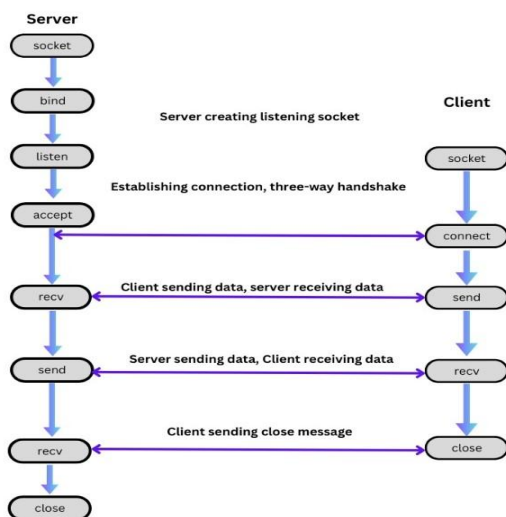 Server
socket
bind
Client
Server creating listening socket
listen
socket
Establishing connection, three-way handshake
accept
connect
Client sending data, server receiving data
recv
send
Server sending data, Client receiving data
send
recv
Client sending close message
recv
close
close